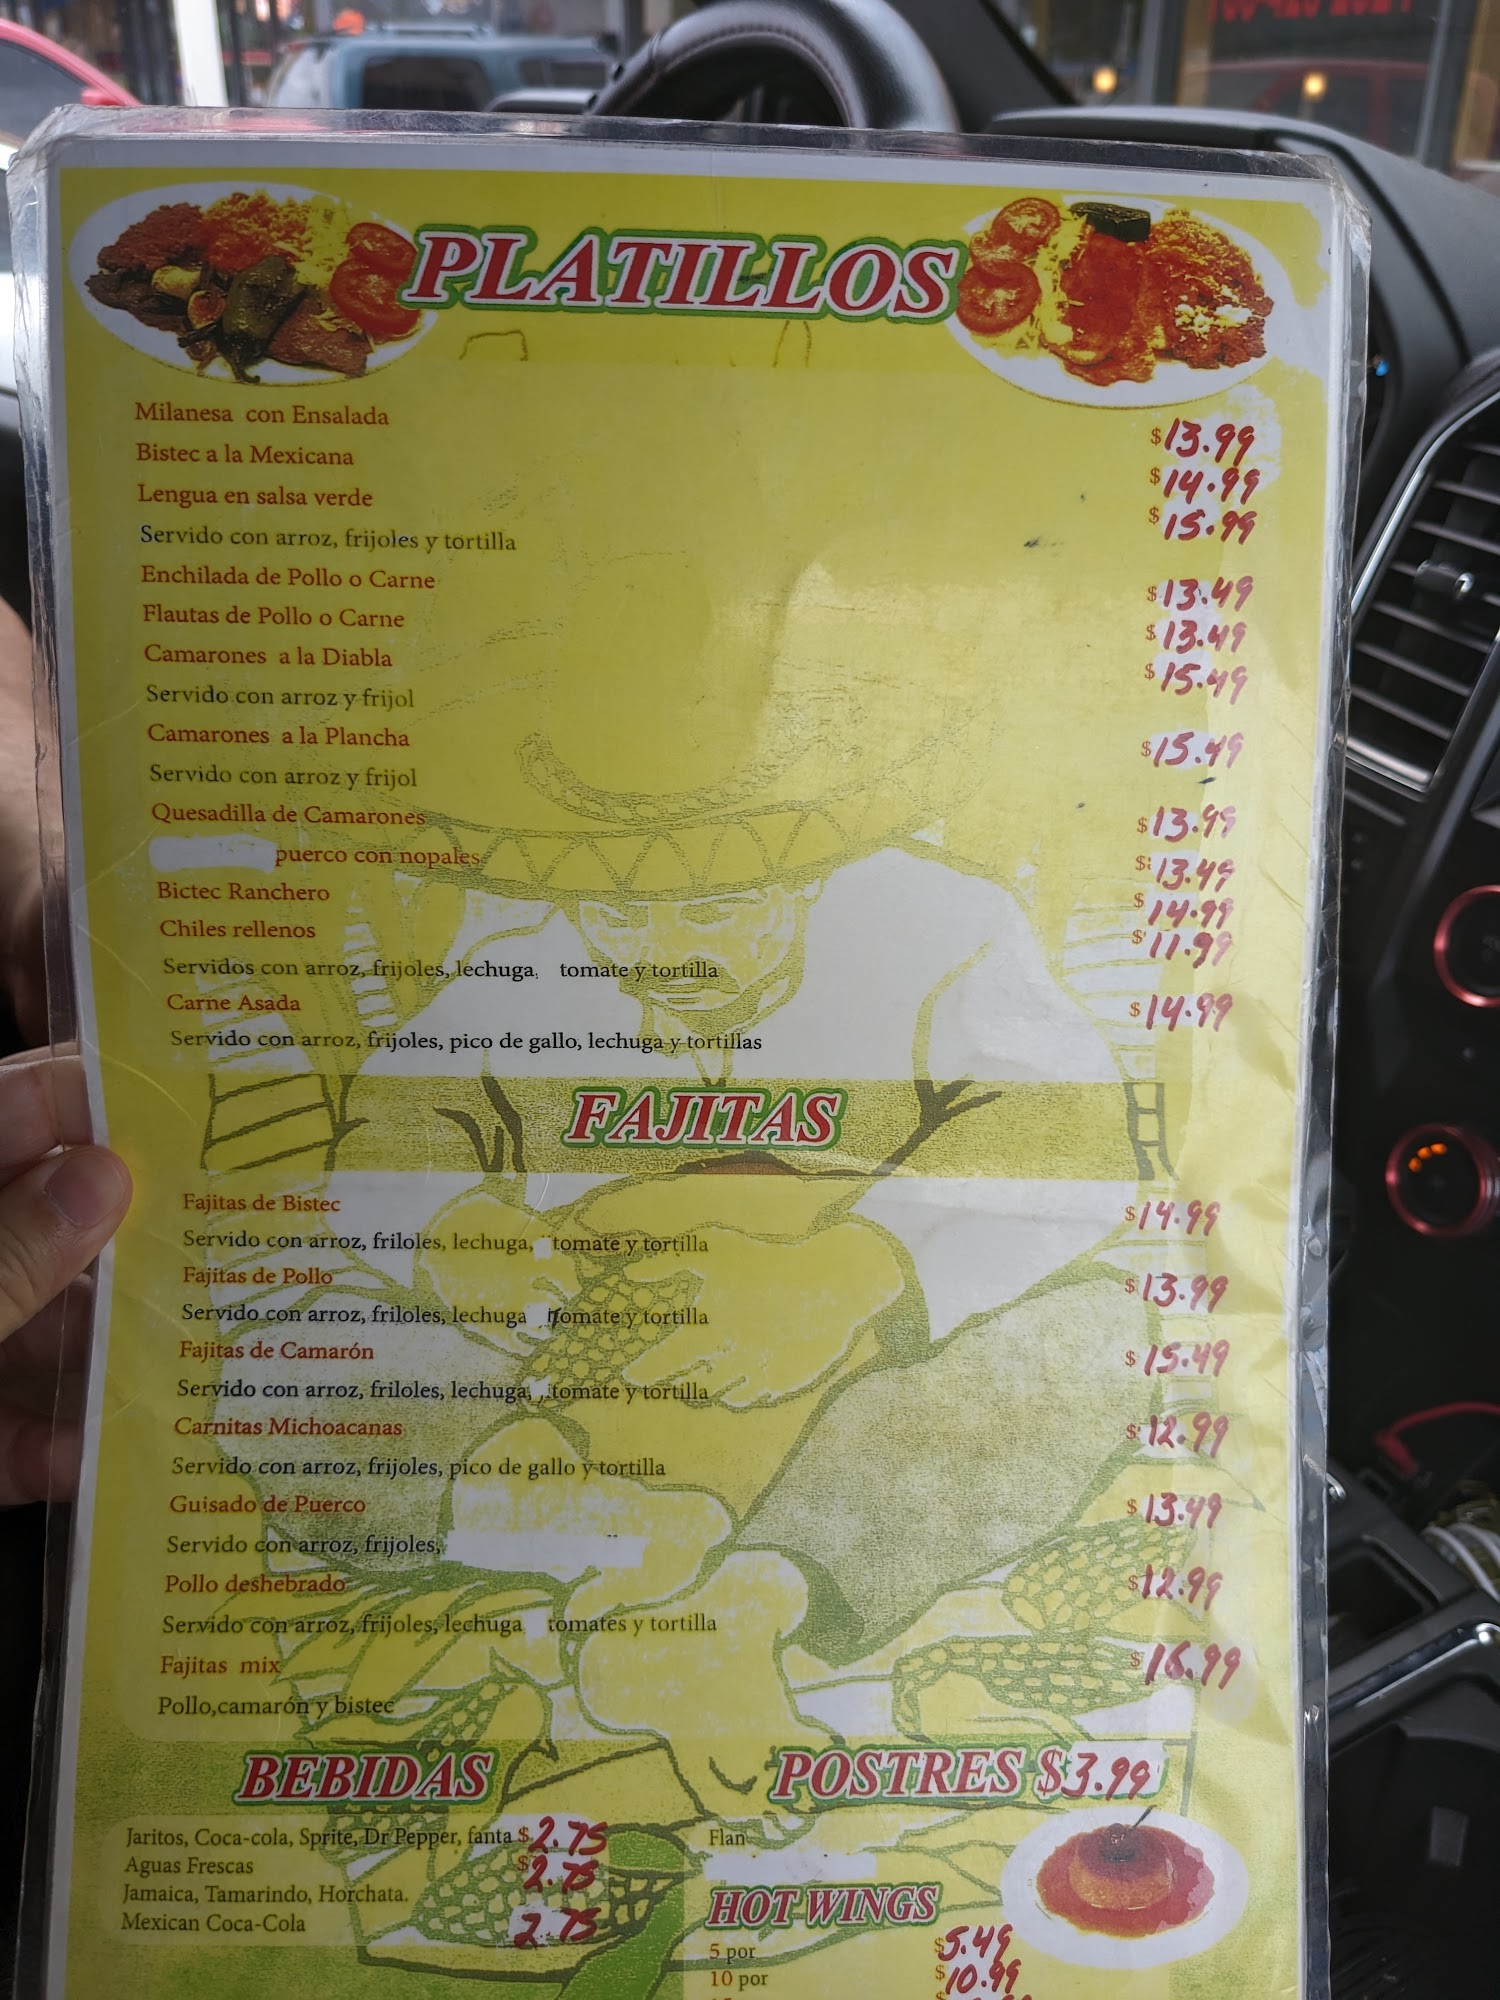 PLATILLOS
Milanesa con Ensalada $13.99
Bistec a la Mexicana $14.99
Lengua en salsa verde $15.99
Servido con arroz, frijoles y tortilla
Enchilada de Pollo o Carne $13.49
Flautas de Pollo o Carne $13.49
Camarones a la Diabla $15.49
Servido con arroz y frijol
Camarones a la Plancha $15.49
Servido con arroz y frijol
Quesadilla de Camarones $13.99
puerco con nopales $13.49
Bictec Ranchero $14.99
Chiles rellenos $11.99
Servidos con arroz, frijoles, lechuga, tomate y tortilla
Carne Asada $14.99
Servido con arroz, frijoles, pico de gallo, lechuga y tortillas
FAJITAS
Fajitas de Bistec $14.99
Servido con arroz, friloles, lechuga, tomate y tortilla
Fajitas de Pollo $13.99
Servido con arroz, friloles, lechuga tomate y tortilla
Fajitas de Camarón $15.49
Servido con arroz, friloles, lechuga, tomate y tortilla
Carnitas Michoacanas $12.99
Servido con arroz, frijoles, pico de gallo y tortilla
Guisado de Puerco $13.49
Servido con arroz, frijoles,
Pollo deshebrado $12.99
Servido con arroz, frijoles, lechuga tomates y tortilla
Fajitas mix $16.99
Pollo,camarón y bistec
BEBIDAS
Jaritos, Coca-cola, Sprite, Dr Pepper, fanta $2.75
Aguas Frescas $2.75
Jamaica, Tamarindo, Horchata.
Mexican Coca-Cola 2.75
POSTRES $3.99
Flan
HOT WINGS
5 por $5.49
10 por $10.99